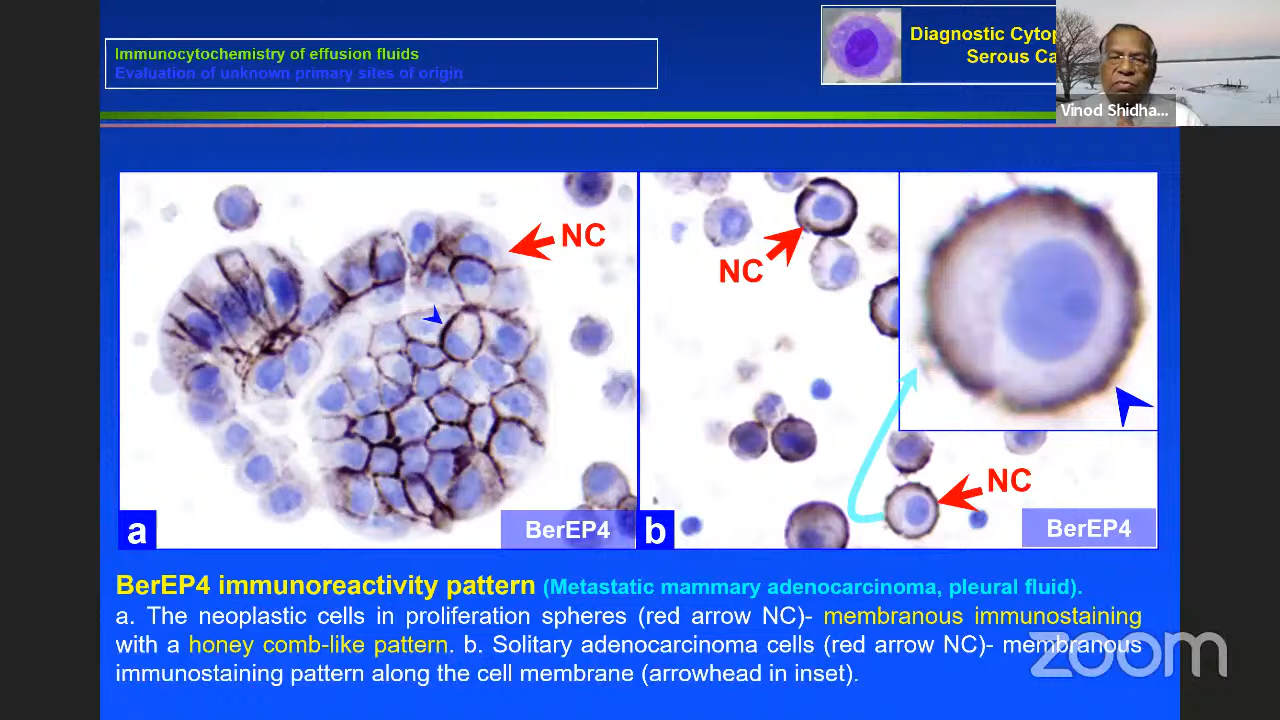 Immunocytochemistry of effusion fluids
Evaluation of unknown primary sites of origin
Diagnostic Cytop
Serous Ca
Vinod Shidha...
NC
NC
NC
a
BerEP4
b
BerEP4
BerEP4 immunoreactivity pattern (Metastatic mammary adenocarcinoma, pleural fluid).
a. The neoplastic cells in proliferation spheres (red arrow NC)- membranous immunostaining
with a honey comb-like pattern. b. Solitary adenocarcinoma cells (red arrow NC)- membranous
immunostaining pattern along the cell membrane (arrowhead in inset).
zoom